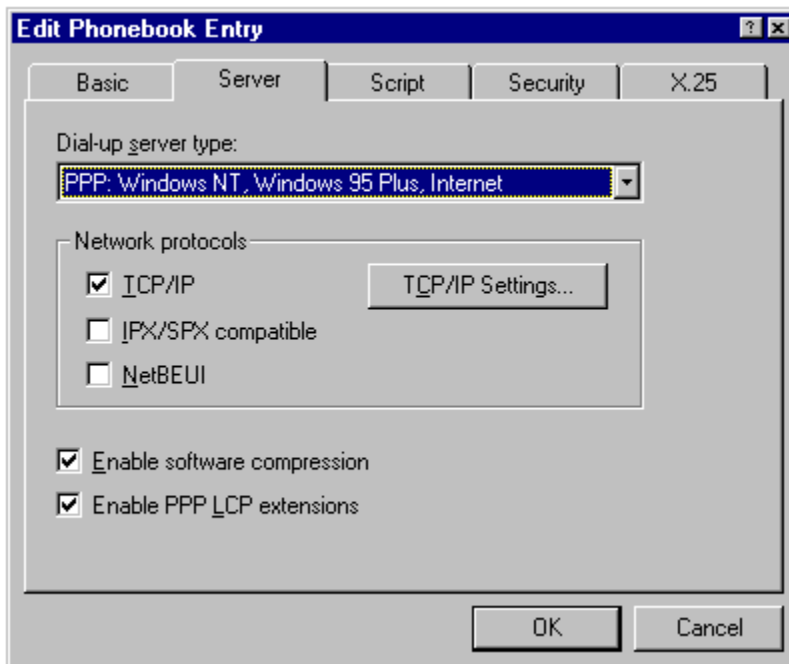 Edit Phonebook Entry
Basic Server Script Security X.25
Dial-up server type:
PPP: Windows NT, Windows 95 Plus, Internet
Network protocols
TCP/IP TCP/IP Settings...
IPX/SPX compatible
NetBEUI
Enable software compression
Enable PPP LCP extensions
OK Cancel